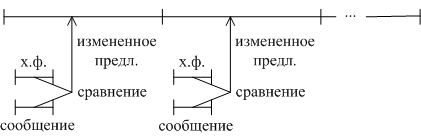 ...
измененное
предл.
х.ф.
сравнение
сообщение
измененное
предл.
х.ф.
сравнение
сообщение